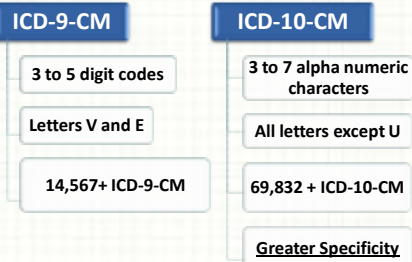 ICD-9-CM
3 to 5 digit codes
Letters V and E
14,567+ ICD-9-CM
ICD-10-CM
3 to 7 alpha numeric
characters
All letters except U
69,832 + ICD-10-CM
Greater Specificity